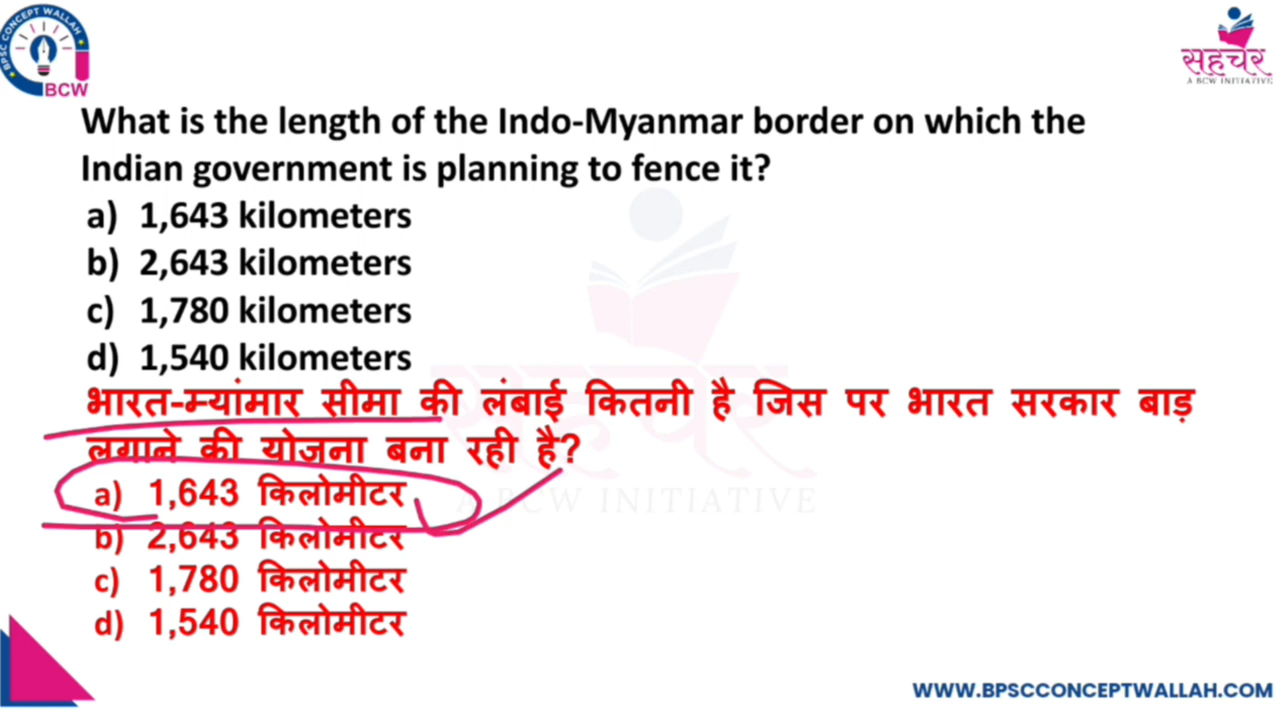 BPSC CONCEPT WALLAH
BCW
सहचर
A BCW INITIATIVE
What is the length of the Indo-Myanmar border on which the
Indian government is planning to fence it?
a) 1,643 kilometers
b) 2,643 kilometers
c) 1,780 kilometers
d) 1,540 kilometers
भारत-म्यांमार सीमा की लंबाई कितनी है जिस पर भारत सरकार बाड़
लगाने की योजना बना रही है?
a) 1,643 किलोमीटर
b) 2,643 किलोमीटर
c) 1,780 किलोमीटर
d) 1,540 किलोमीटर
सहचर
A BCW INITIATIVE
WWW.BPSCCONCEPTWALLAH.COM